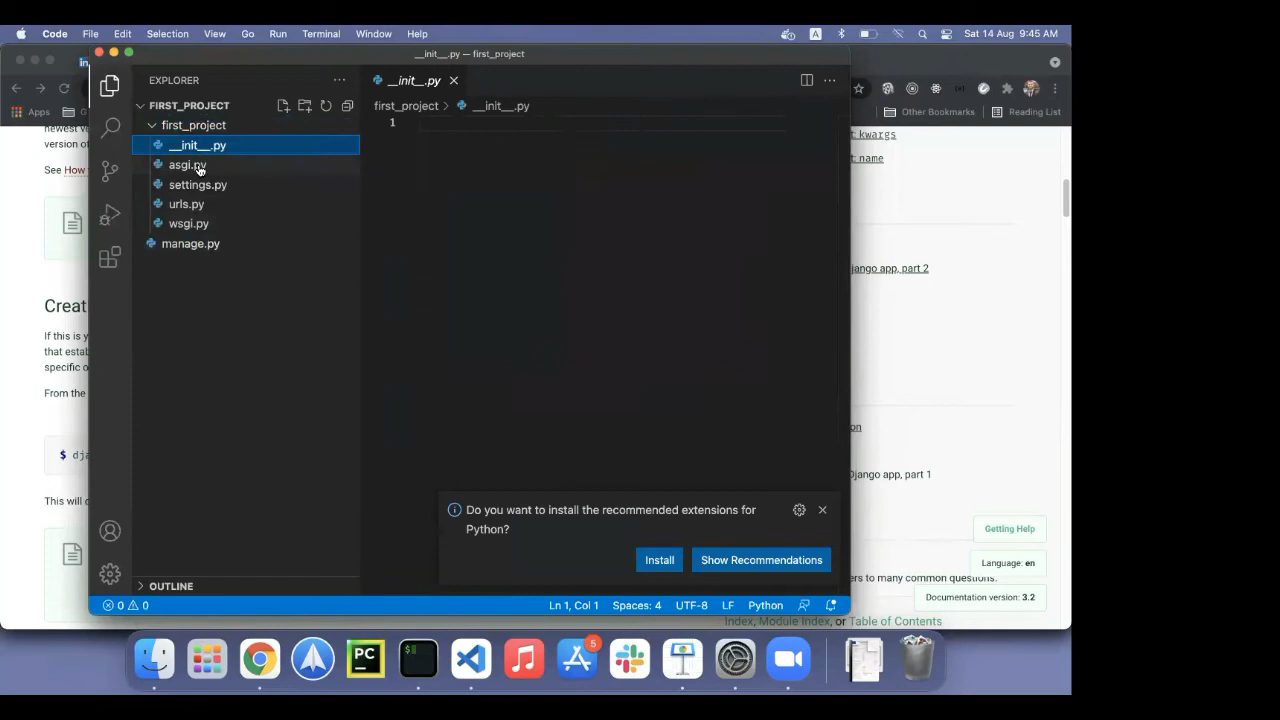 Code File Edit Selection View Go Run Terminal Window Help A Sat 14 Aug 9:45 AM
__init__.py — first_project
in
EXPLORER
__init__.py
Apps
Other Bookmarks Reading List
FIRST_PROJECT
first_project > __init__.py
1
first_project
__init__.py
asgi.py
settings.py
urls.py
wsgi.py
manage.py
newest
version of
See How
Creat
If this is y
that estab
specific o
From the
$ dja
This will c
t: kwargs
t: name
Django app, part 2
on
Django app, part 1
Getting Help
Language: en
ers to many common questions.
Documentation version: 3.2
Index, Module Index, or Table of Contents
Do you want to install the recommended extensions for
Python?
Install Show Recommendations
OUTLINE
0 0 Ln 1, Col 1 Spaces: 4 UTF-8 LF Python
PC
$
5